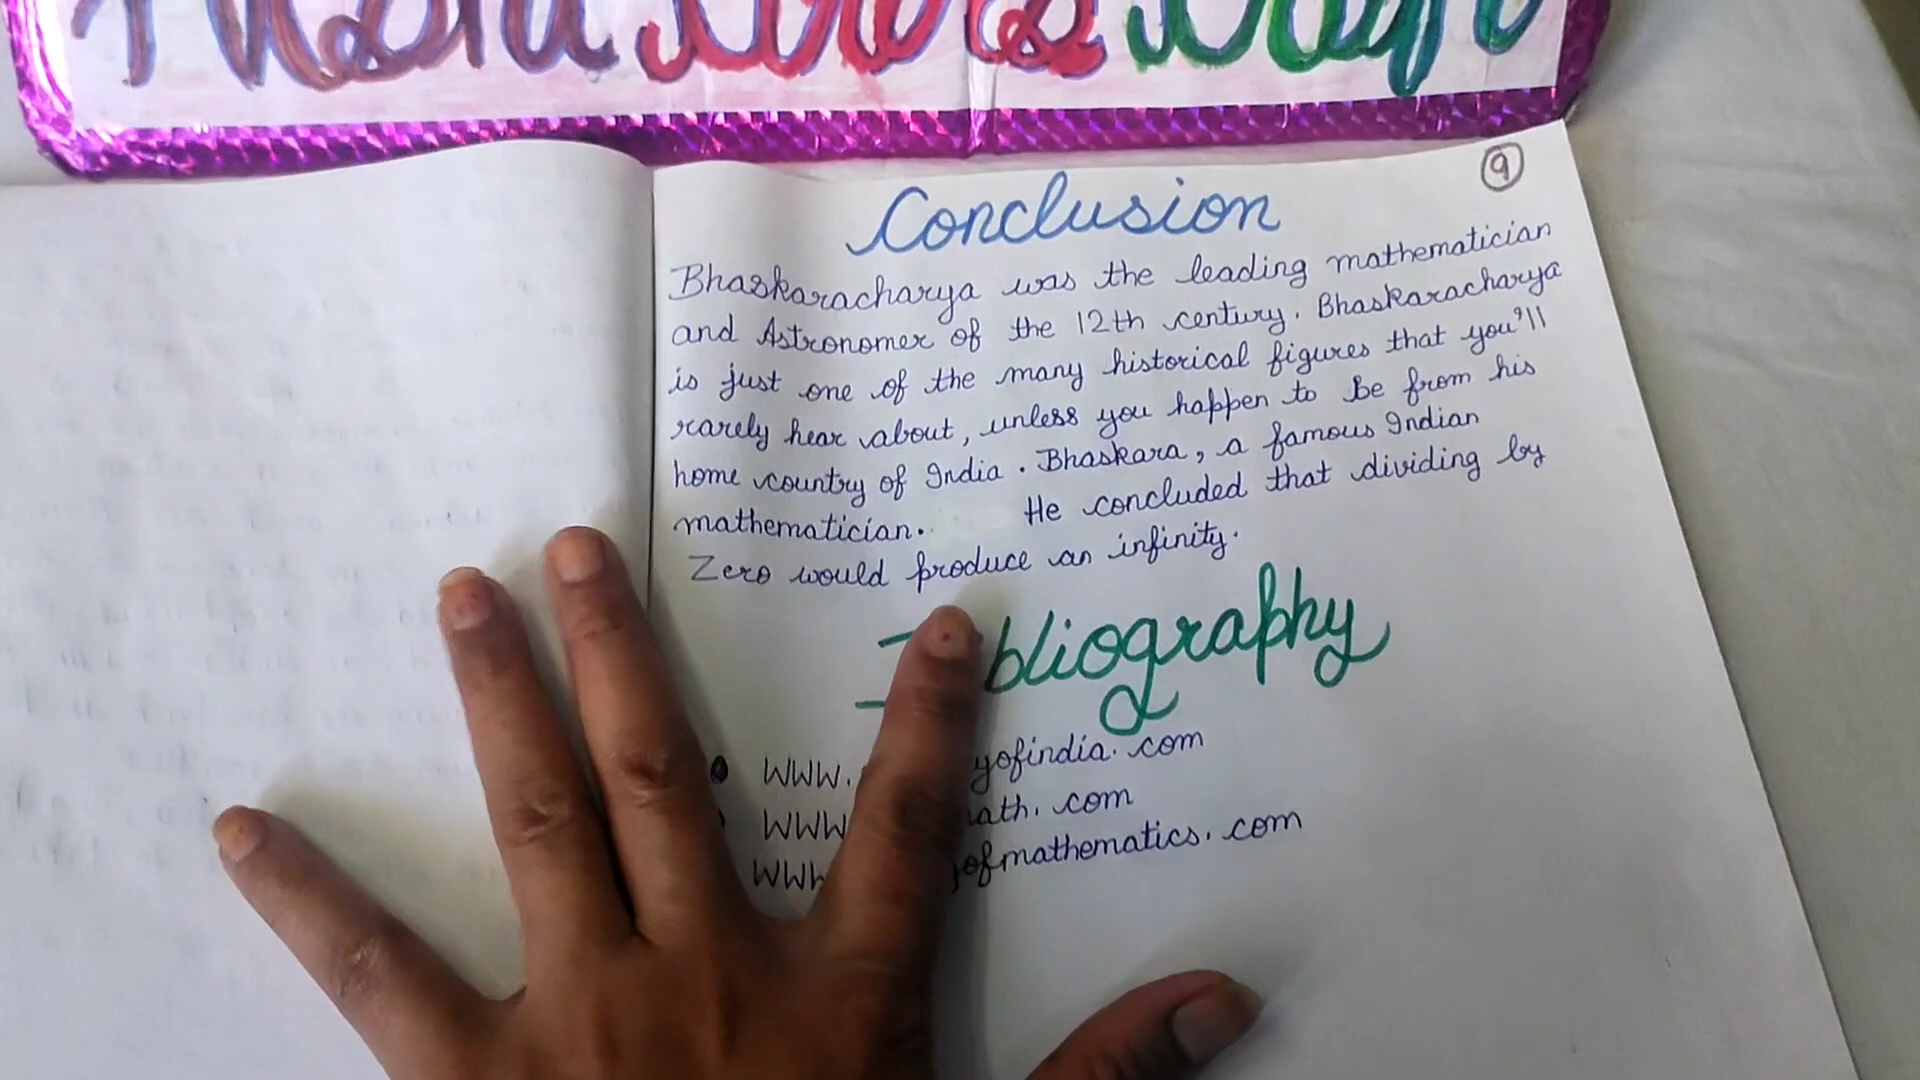 9
Conclusion
Bhaskaracharya was the leading mathematician
and Astronomer of the 12th century. Bhaskaracharya
is just one of the many historical figures that you'll
rarely hear about, unless you happen to be from his
home country of India. Bhaskara, a famous Indian
mathematician. He concluded that dividing by
Zero would produce an infinity.
bliography
www. yofindia.com
www ath.com
ww ofmathematics.com